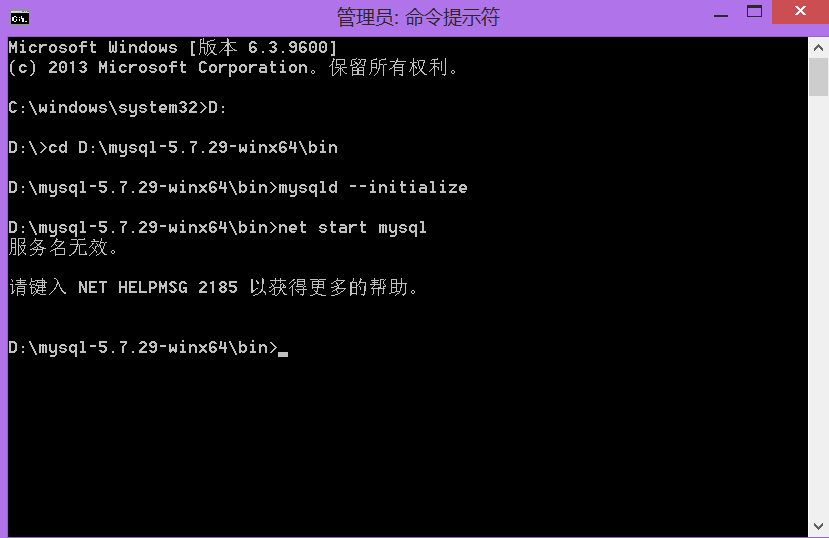 管理员: 命令提示符
Microsoft Windows [版本 6.3.9600]
(c) 2013 Microsoft Corporation。保留所有权利。
C:\windows\system32>D:
D:\>cd D:\mysql-5.7.29-winx64\bin
D:\mysql-5.7.29-winx64\bin>mysqld --initialize
D:\mysql-5.7.29-winx64\bin>net start mysql
服务名无效。
请键入 NET HELPMSG 2185 以获得更多的帮助。
D:\mysql-5.7.29-winx64\bin>